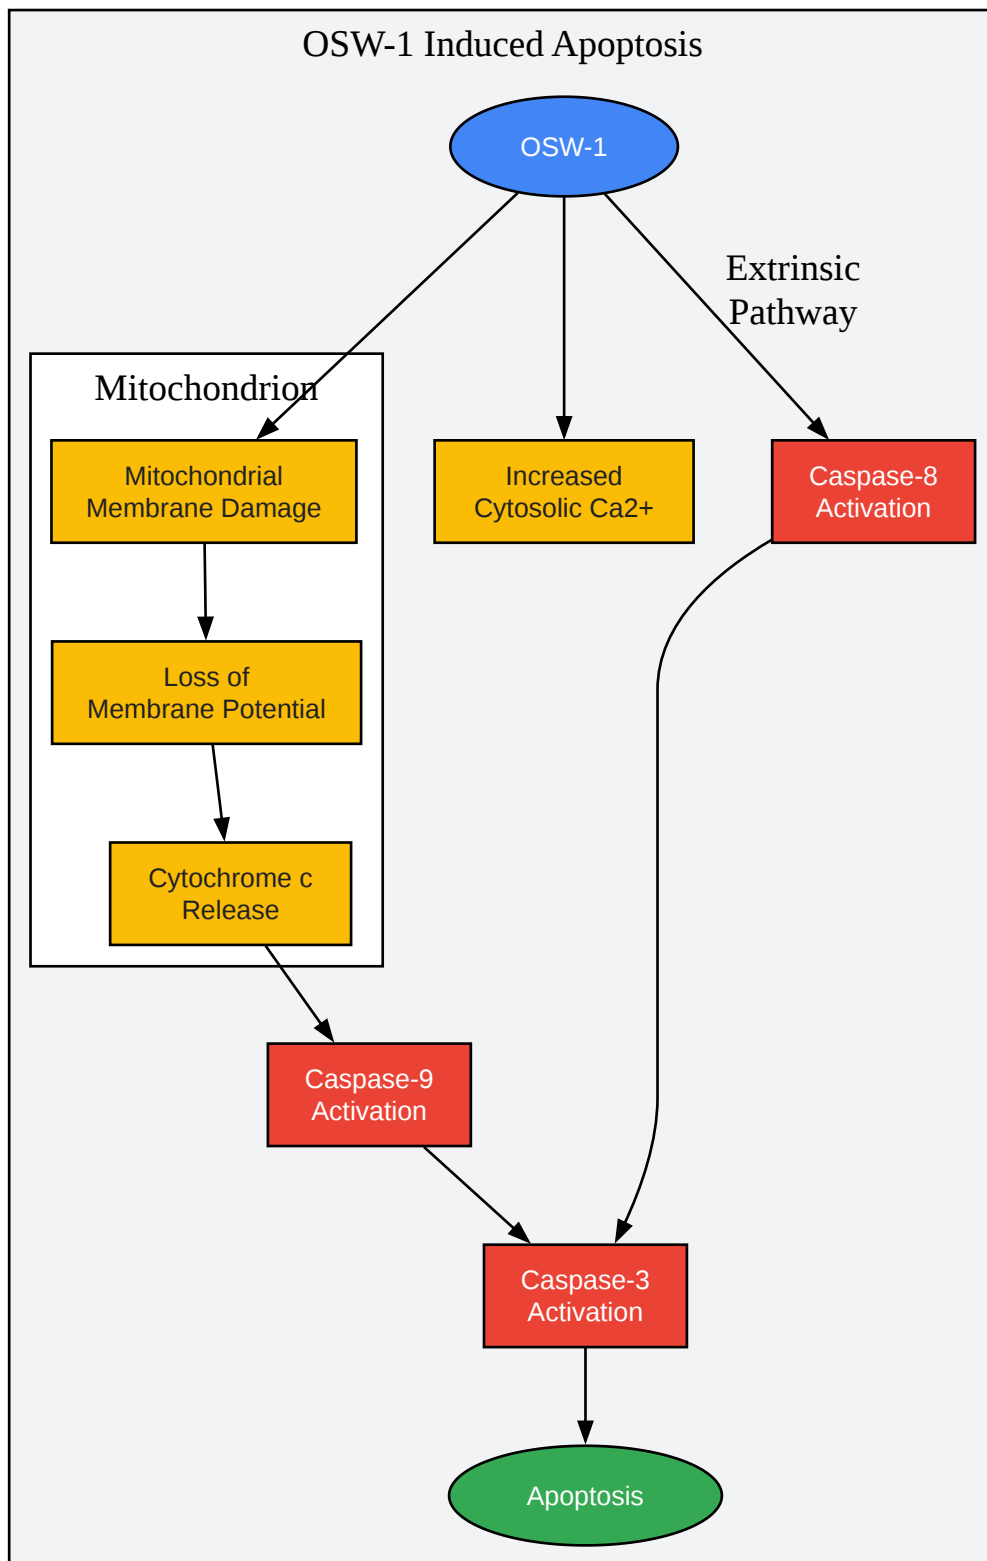 OSW-1 Induced Apoptosis
OSW-1
Extrinsic
Pathway
Mitochondrion
Mitochondrial
Membrane Damage
Increased
Cytosolic Ca2+
Caspase-8
Activation
Loss of
Membrane Potential
Cytochrome c
Release
Caspase-9
Activation
Caspase-3
Activation
Apoptosis